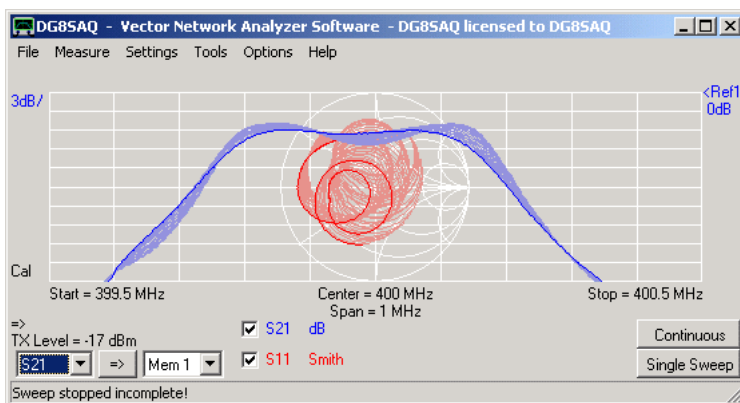 DG8SAQ - Vector Network Analyzer Software - DG8SAQ licensed to DG8SAQ
File Measure Settings Tools Options Help
3dB/
<Ref1
0dB
Cal
Start = 399.5 MHz
Center = 400 MHz
Stop = 400.5 MHz
Span = 1 MHz
=>
TX Level = -17 dBm
S21 dB
Continuous
S21 => Mem 1
S11 Smith
Single Sweep
Sweep stopped incomplete!